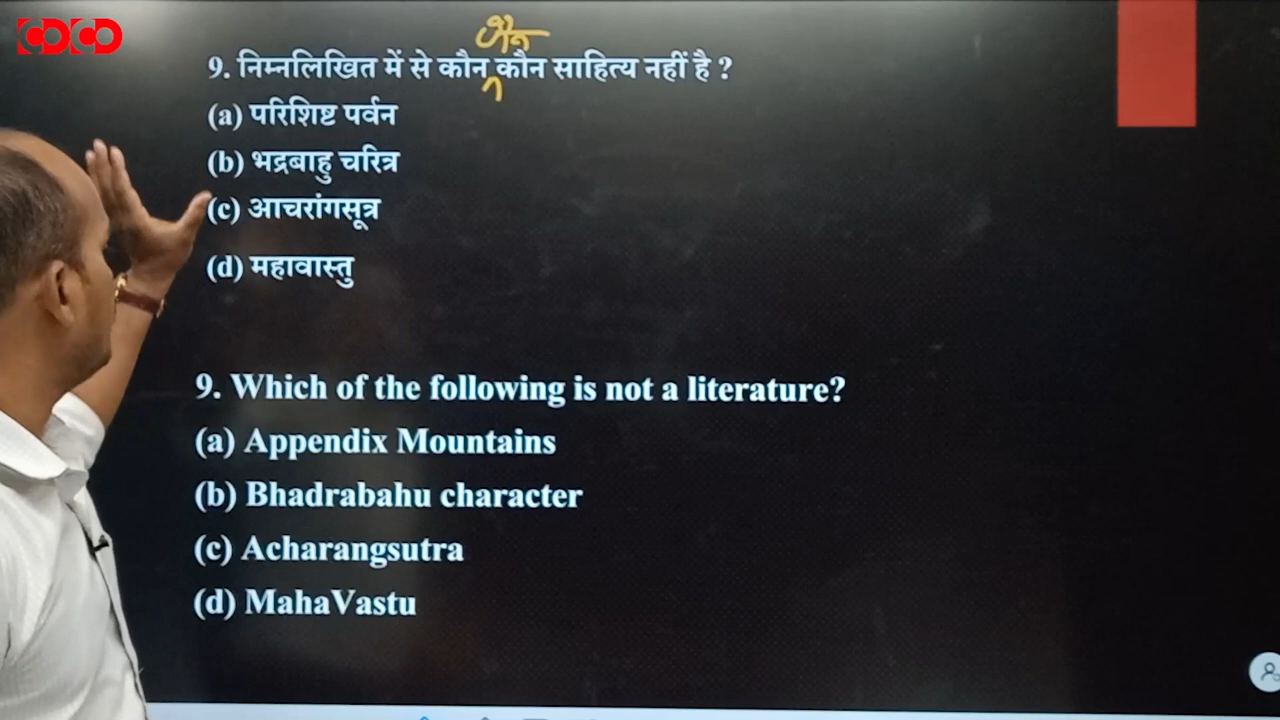 COCO
जैन
9. निम्नलिखित में से कौन कौन साहित्य नहीं है ?
(a) परिशिष्ट पर्वन
(b) भद्रबाहु चरित्र
(c) आचरांगसूत्र
(d) महावास्तु
9. Which of the following is not a literature?
(a) Appendix Mountains
(b) Bhadrabahu character
(c) Acharangsutra
(d) MahaVastu